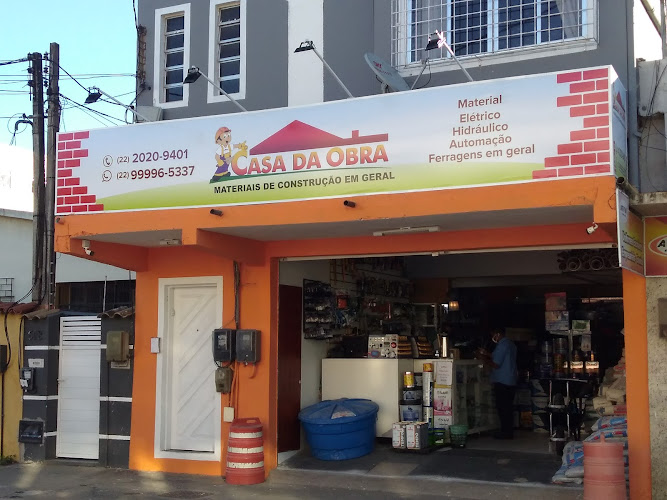 (22) 2020-9401
(22) 99996-5337
CASA DA OBRA
MATERIAIS DE CONSTRUÇÃO EM GERAL
Material
Elétrico
Hidráulico
Automação
Ferragens em geral